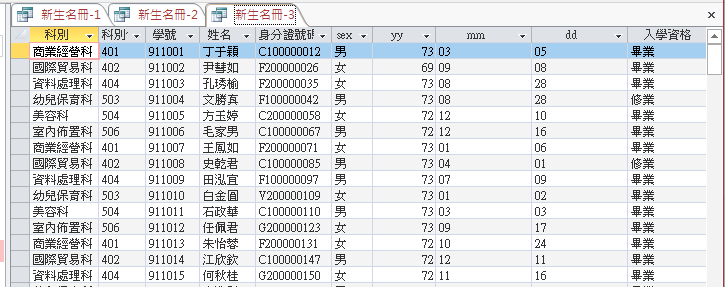 新生名冊-1 新生名冊-2 新生名冊-3
科別 科別 學號 姓名 身分證號碼 sex yy mm dd 入學資格
商業經營科 401 911001 丁于穎 C100000012 男 73 03 05 畢業
國際貿易科 402 911002 尹彗如 F200000026 女 69 09 08 畢業
資料處理科 404 911003 孔琇榆 F200000035 女 73 08 28 畢業
幼兒保育科 503 911004 文勝真 F100000042 男 73 08 28 修業
美容科 504 911005 方玉婷 C200000058 女 72 12 10 畢業
室內佈置科 506 911006 毛家男 C100000067 男 72 12 16 畢業
商業經營科 401 911007 王鳳如 F200000071 女 73 01 06 畢業
國際貿易科 402 911008 史乾君 C100000085 男 73 04 01 修業
資料處理科 404 911009 田泓宜 F100000097 男 73 07 09 畢業
幼兒保育科 503 911010 白金圓 V200000109 女 73 01 02 畢業
美容科 504 911011 石政華 C100000110 男 73 03 03 畢業
室內佈置科 506 911012 任佩君 G200000123 女 73 09 17 畢業
商業經營科 401 911013 朱怡蓉 F200000131 女 72 10 24 畢業
國際貿易科 402 911014 江欣欽 C100000147 男 72 12 11 畢業
資料處理科 404 911015 何秋桂 G200000150 女 72 11 16 畢業